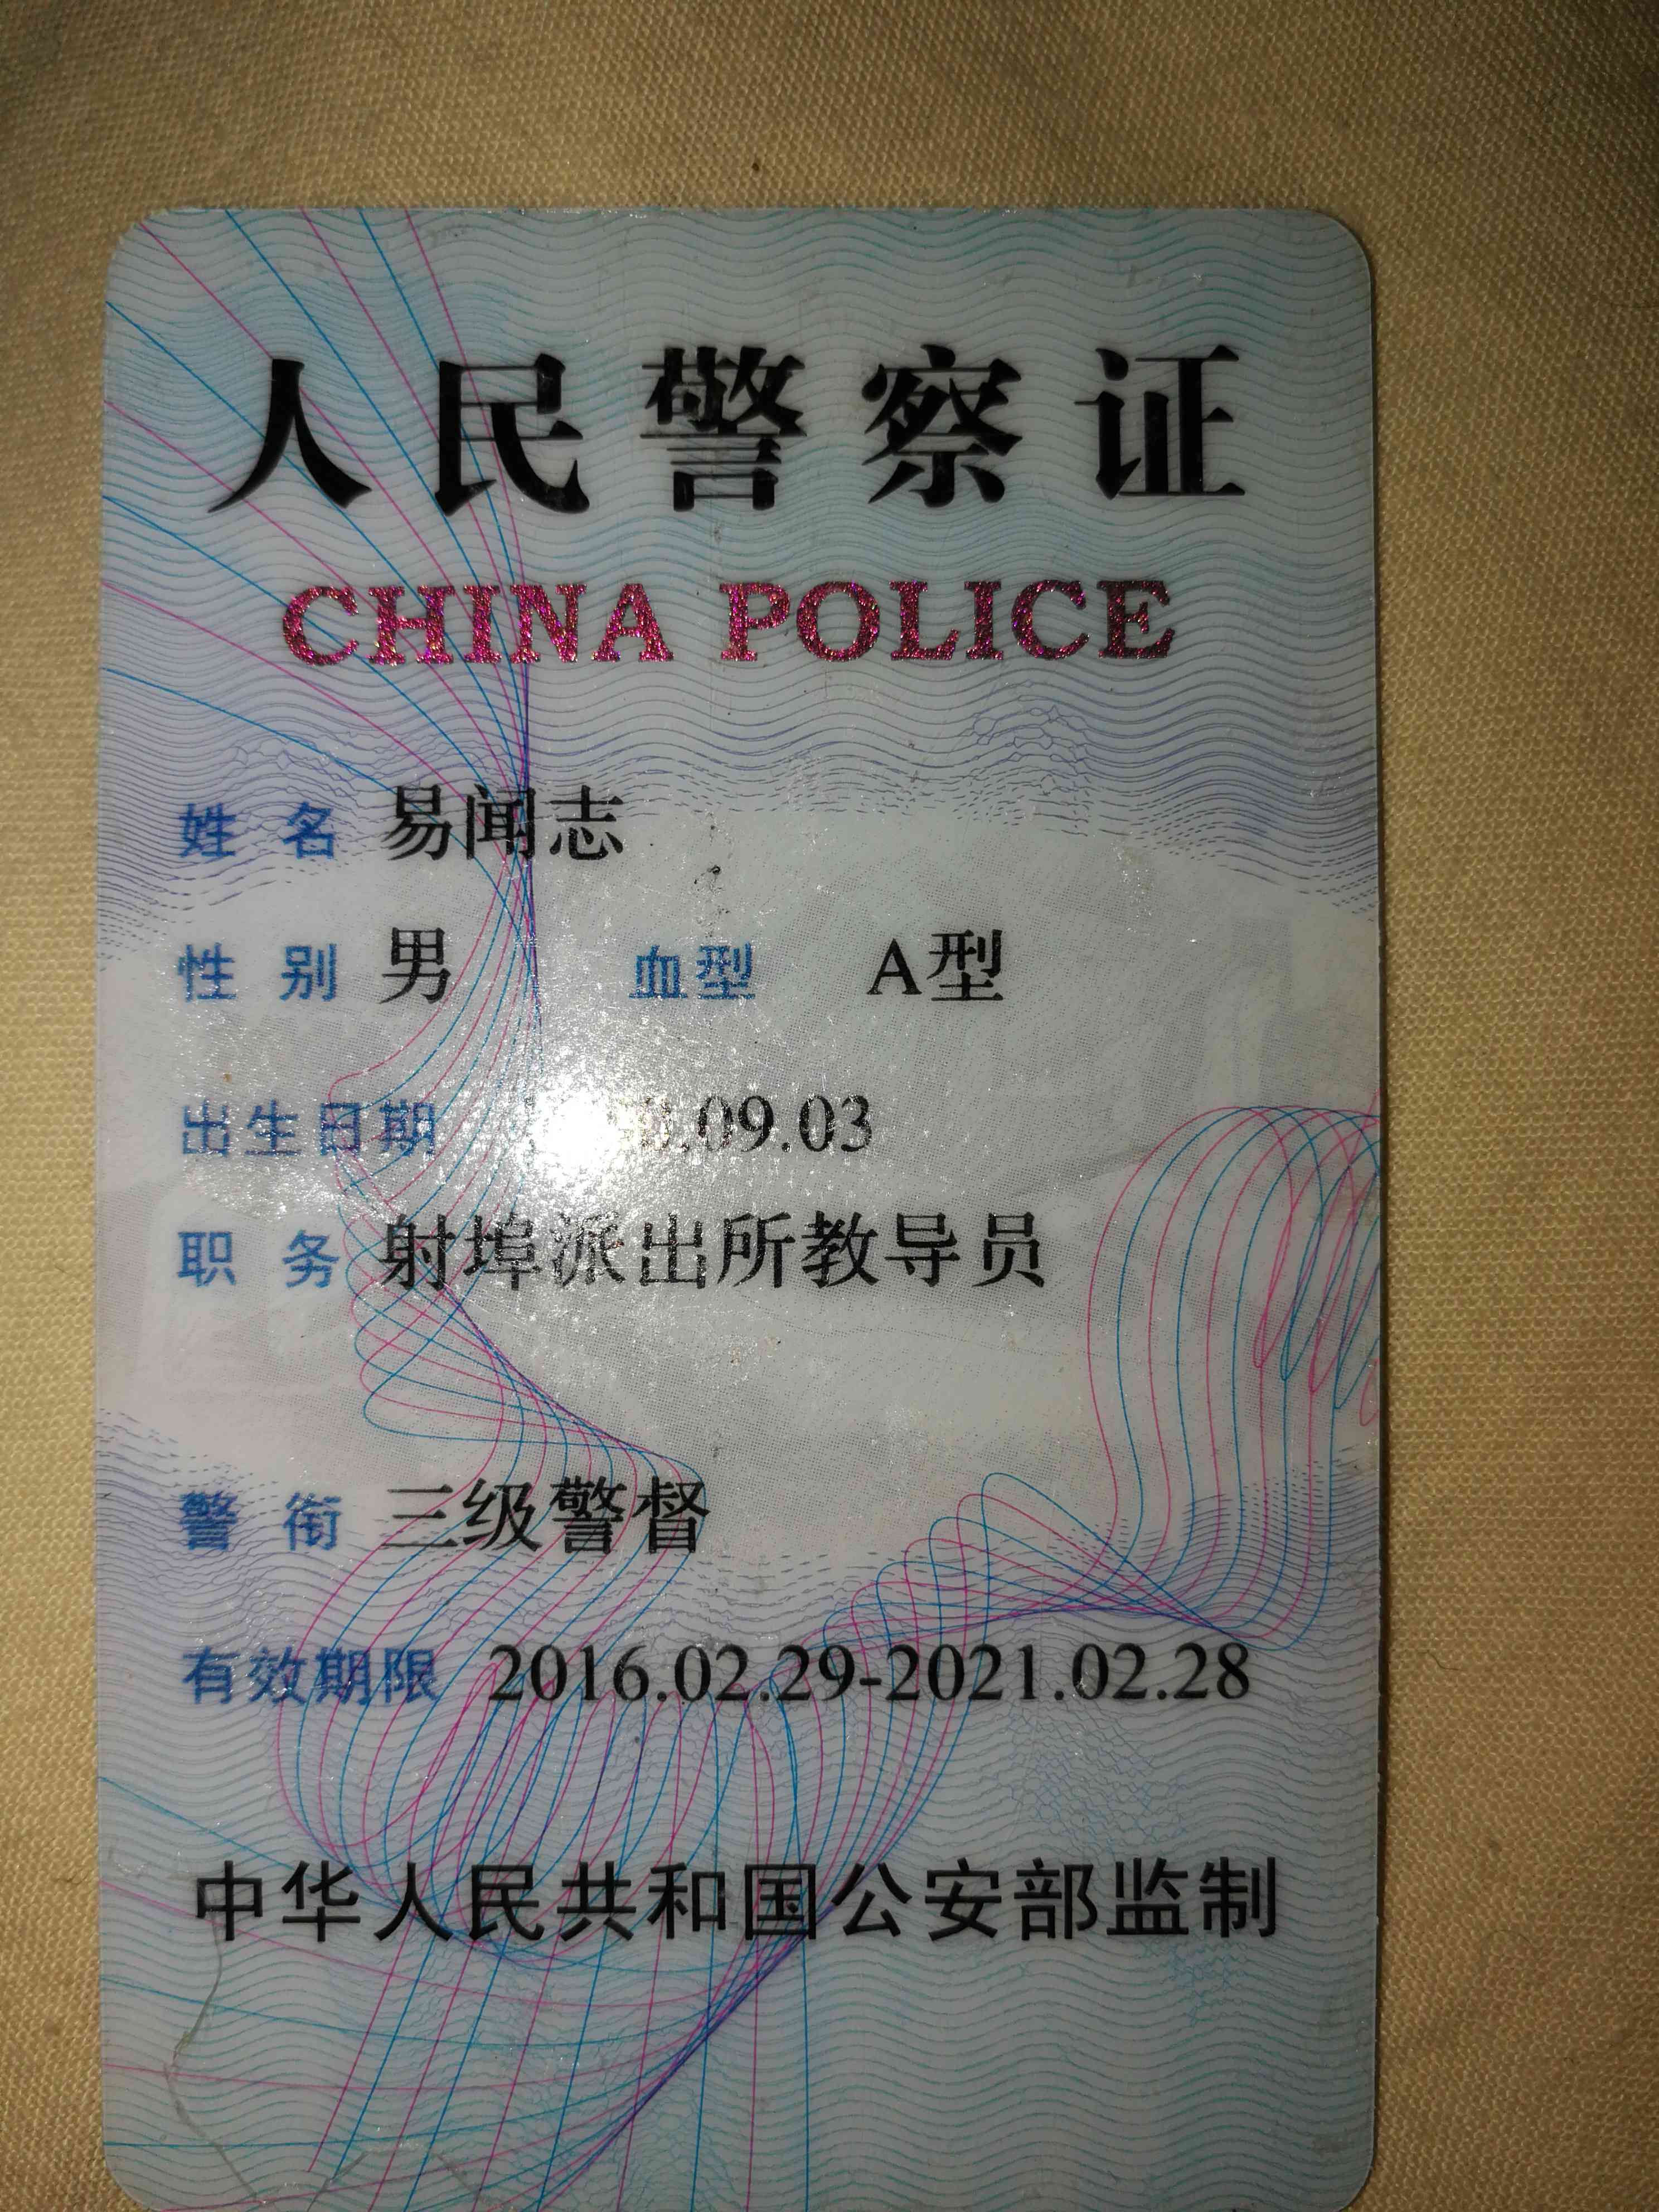 人民警察证
CHINA POLICE
姓名 易闻志
性别 男 血型 A型
出生日期 .09.03
职务 射埠派出所教导员
警衔 三级警督
有效期限 2016.02.29-2021.02.28
中华人民共和国公安部监制